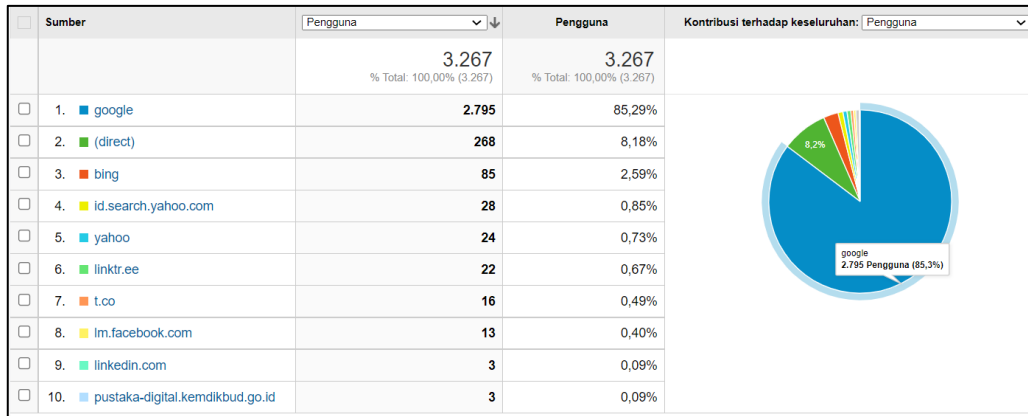 Sumber Pengguna Pengguna Kontribusi terhadap keseluruhan: Pengguna
3.267 3.267
% Total: 100,00% (3.267) % Total: 100,00% (3.267)
1. google 2.795 85,29%
2. (direct) 268 8,18%
3. bing 85 2,59%
4. id.search.yahoo.com 28 0,85%
5. yahoo 24 0,73%
6. linktr.ee 22 0,67%
7. t.co 16 0,49%
8. lm.facebook.com 13 0,40%
9. linkedin.com 3 0,09%
10. pustaka-digital.kemdikbud.go.id 3 0,09%
8,2%
google
2.795 Pengguna (85,3%)